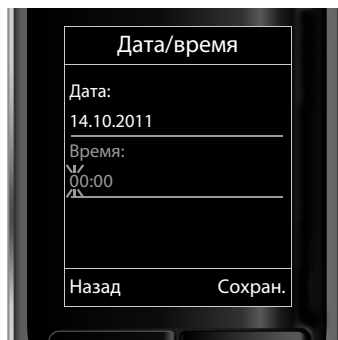 Дата/время
Дата:
14.10.2011
Время:
00:00
Назад Сохран.